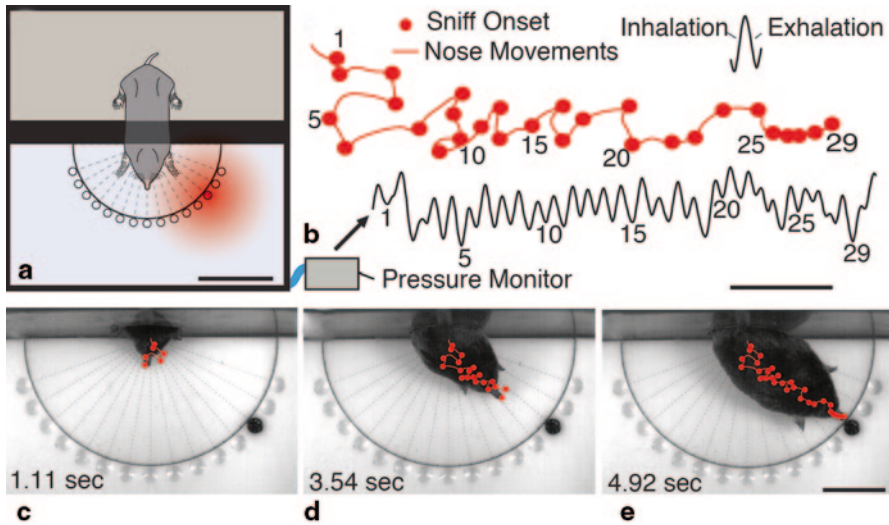 a
b
Sniff Onset
Nose Movements
Inhalation
Exhalation
1
5
10
15
20
25
29
1
5
10
15
20
25
29
Pressure Monitor
1.11 sec
3.54 sec
4.92 sec
c
d
e